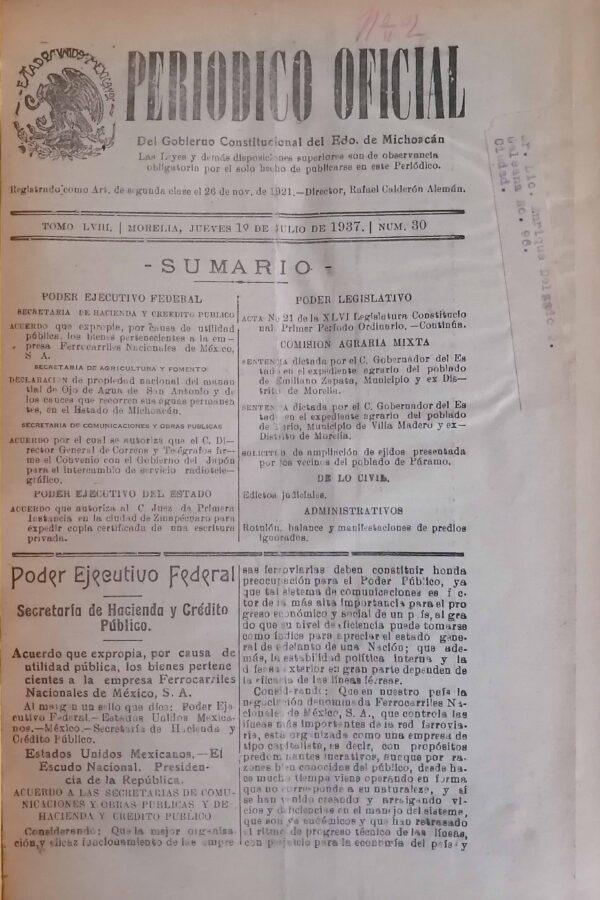 ESTADOS UNIDOS MEXICANOS
PERIODICO OFICIAL
Del Gobierno Constitucional del Edo. de Michoacán
Las Leyes y demás disposiciones superiores son de observancia
obligatoria por el solo hecho de publicarse en este Periódico.
Registrado como Art. de segunda clase el 26 de nov. de 1921.—Director, Rafael Calderón Alemán.
TOMO LVIII. | MORELIA, JUEVES 1º DE JULIO DE 1937. | NUM. 30
- SUMARIO -
PODER EJECUTIVO FEDERAL
SECRETARIA DE HACIENDA Y CREDITO PUBLICO
ACUERDO que expropia, por causa de utilidad
pública, los bienes pertenecientes a la em-
presa Ferrocarriles Nacionales de México,
S A.
SECRETARIA DE AGRICULTURA Y FOMENTO
DECLARACION de propiedad nacional del manan
tial de Ojo de Agua de San Antonio y de
los cauces que recorren sus aguas permanen
tes, en el Estado de Michoacán.
SECRETARIA DE COMUNICACIONES Y OBRAS PUBLICAS
ACUERDO por el cual se autoriza que el C. Di-
rector General de Correos y Telégrafos fir-
me el Convenio con el Gobierno del Japón
para el intercambio de servicio radiotele-
gráfico.
PODER EJECUTIVO DEL ESTADO
ACUERDO que autoriza al C. Juez de Primera
Instancia en la ciudad de Zinapécuaro para
expedir copia certificada de una escritura
privada.
PODER LEGISLATIVO
ACTA No 21 de la XLVI Legislatura Constitucio
nal. Primer Período Ordinario.—Continúa.
COMISION AGRARIA MIXTA
SENTENCIA dictada por el C. Gobernador del Es
tado en el expediente agrario del poblado
de Emiliano Zapata, Municipio y ex Dis-
trito de Morelia.
SENTENCIA dictada por el C. Gobernador del Es
tado en el expediente agrario del poblado
de Municipio de Villa Madero y ex-
Distrito de Morelia.
SOLICITUD de ampliación de ejidos presentada
por los vecinos del poblado de Páramo.
DE LO CIVIL
Edictos judiciales.
ADMINISTRATIVOS
Rotulón, balance y manifestaciones de predios
ignorados.
Poder Ejecutivo Federal
Secretaría de Hacienda y Crédito
Público.
Acuerdo que expropia, por causa de
utilidad pública, los bienes pertene
cientes a la empresa Ferrocarriles
Nacionales de México, S. A.
Al margen un sello que dice: Poder Eje
cutivo Federal.—Estados Unidos Mexica-
nos.—México.—Secretaría de Hacienda y
Crédito Público.
Estados Unidos Mexicanos.—El
Escudo Nacional. Presiden-
cia de la República.
ACUERDO A LAS SECRETARIAS DE COMU-
NICACIONES Y OBRAS PUBLICAS Y DE
HACIENDA Y CREDITO PUBLICO
Considerando: Que la mejor organiza
ción y eficaz funcionamiento de las empre
sas ferroviarias deben constituir honda
preocupación para el Poder Público, ya
que tal sistema de comunicaciones es f c
tor de la más alta importancia para el pro
greso económico y social de un país, al gra
do que su nivel de eficiencia puede tomarse
como índice para apreciar el estado gene-
ral de adelanto de una Nación; que ade-
más, la estabilidad política interna y la
defensa exterior en gran parte dependen de
la eficacia de las líneas férreas.
Considerando: Que en nuestro país la
negociación denominada Ferrocarriles Na-
cionales de México, S. A., que controla las
líneas más importantes de la red ferrovia-
ria, está organizada como una empresa de
tipo capitalista, es decir, con propósitos
predominantes lucrativos, aunque por ra-
zones bien conocidas del público, desde ha-
ce mucho tiempo viene operando en forma
que no corresponde a su naturaleza, y sí
se han venido creando y arraigando vi-
cios y deficiencias en el manejo del sistema,
que son ya endémicos y que han retrasado
el ritmo de progreso técnico de las líneas,
con perjuicio para la economía del país y
Sr. Lic. Enrique Delgado
No. 96.
Ciudad.